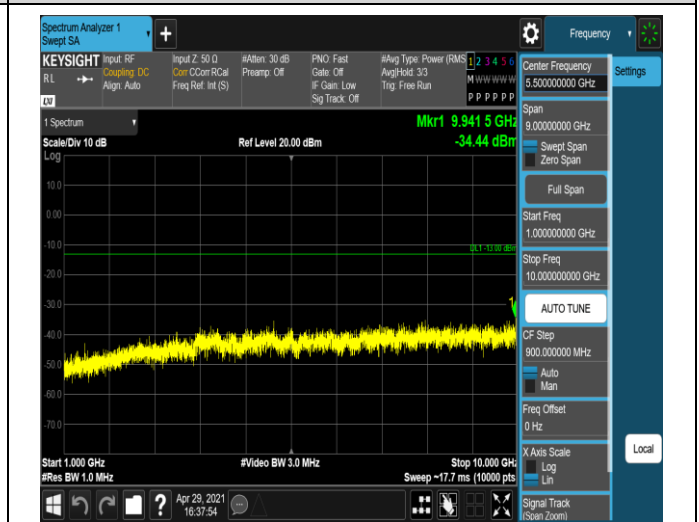 Spectrum Analyzer 1
Swept SA
Frequency
KEYSIGHT
RL
LXI
Input: RF
Coupling: DC
Align: Auto
Input Z: 50 Ω
Corr CCorr RCal
Freq Ref: Int (S)
#Atten: 30 dB
Preamp: Off
PNO: Fast
Gate: Off
IF Gain: Low
Sig Track: Off
#Avg Type: Power (RMS
Avg|Hold: 3/3
Trig: Free Run
1 2 3 4 5 6
M W W W W W
P P P P P P
1 Spectrum
Mkr1 9.941 5 GHz
Scale/Div 10 dB
Ref Level 20.00 dBm
-34.44 dBm
Log
10.0
0.00
-10.0
DL1 -13.00 dBm
-20.0
-30.0
1
-40.0
-50.0
-60.0
-70.0
Start 1.000 GHz
#Video BW 3.0 MHz
Stop 10.000 GHz
#Res BW 1.0 MHz
Sweep ~17.7 ms (10000 pts
?
Apr 29, 2021
16:37:54
Center Frequency
5.500000000 GHz
Settings
Span
9.00000000 GHz
Swept Span
Zero Span
Full Span
Start Freq
1.000000000 GHz
Stop Freq
10.000000000 GHz
AUTO TUNE
CF Step
900.000000 MHz
Auto
Man
Freq Offset
0 Hz
X Axis Scale
Log
Lin
Local
Signal Track
(Span Zoom)